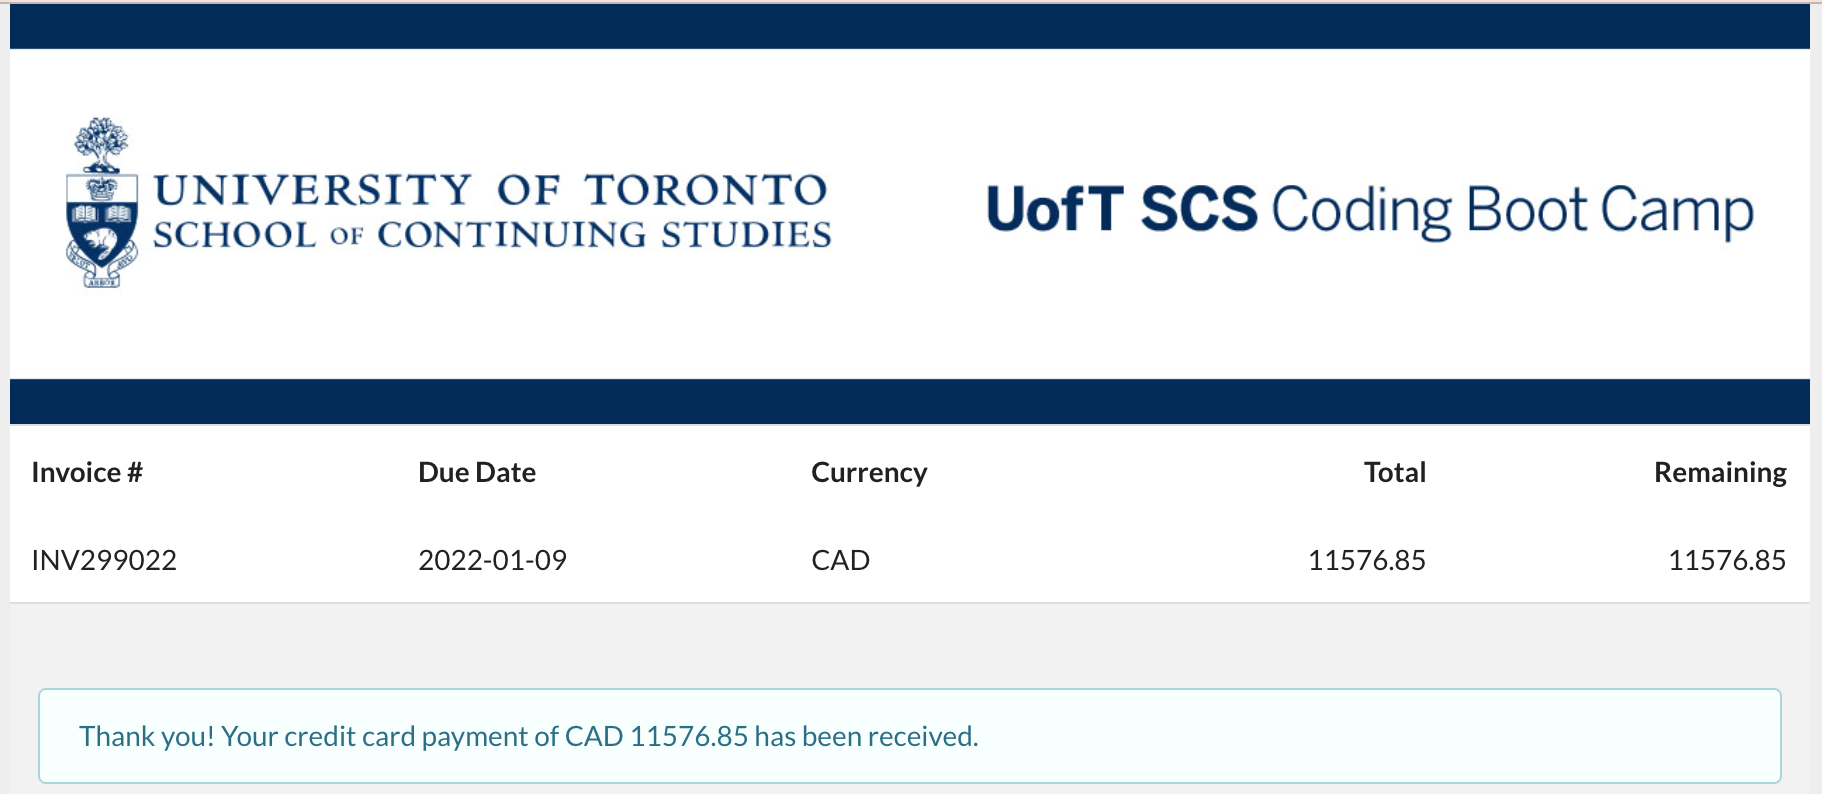 UNIVERSITY OF TORONTO
SCHOOL OF CONTINUING STUDIES
UofT SCS Coding Boot Camp
Invoice # Due Date Currency Total Remaining
INV299022 2022-01-09 CAD 11576.85 11576.85
Thank you! Your credit card payment of CAD 11576.85 has been received.